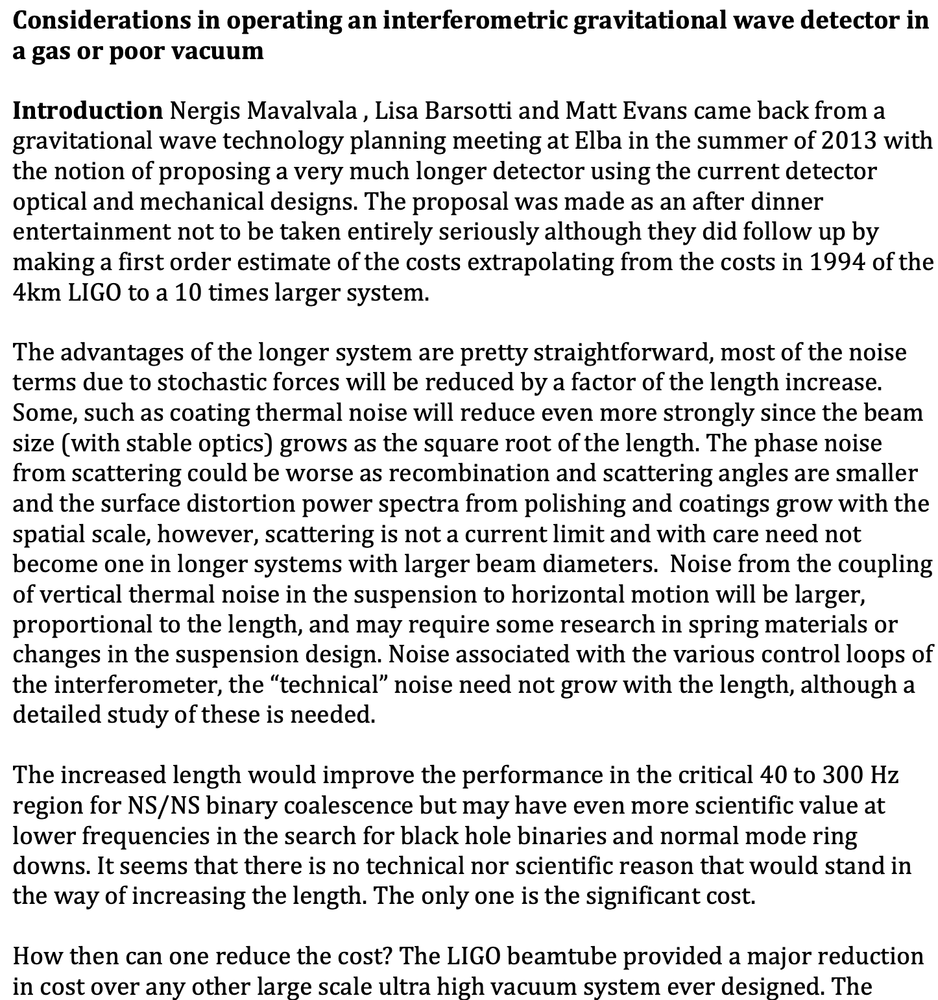 Considerations in operating an interferometric gravitational wave detector in
a gas or poor vacuum
Introduction Nergis Mavalvala , Lisa Barsotti and Matt Evans came back from a
gravitational wave technology planning meeting at Elba in the summer of 2013 with
the notion of proposing a very much longer detector using the current detector
optical and mechanical designs. The proposal was made as an after dinner
entertainment not to be taken entirely seriously although they did follow up by
making a first order estimate of the costs extrapolating from the costs in 1994 of the
4km LIGO to a 10 times larger system.
The advantages of the longer system are pretty straightforward, most of the noise
terms due to stochastic forces will be reduced by a factor of the length increase.
Some, such as coating thermal noise will reduce even more strongly since the beam
size (with stable optics) grows as the square root of the length. The phase noise
from scattering could be worse as recombination and scattering angles are smaller
and the surface distortion power spectra from polishing and coatings grow with the
spatial scale, however, scattering is not a current limit and with care need not
become one in longer systems with larger beam diameters.  Noise from the coupling
of vertical thermal noise in the suspension to horizontal motion will be larger,
proportional to the length, and may require some research in spring materials or
changes in the suspension design. Noise associated with the various control loops of
the interferometer, the “technical” noise need not grow with the length, although a
detailed study of these is needed.
The increased length would improve the performance in the critical 40 to 300 Hz
region for NS/NS binary coalescence but may have even more scientific value at
lower frequencies in the search for black hole binaries and normal mode ring
downs. It seems that there is no technical nor scientific reason that would stand in
the way of increasing the length. The only one is the significant cost.
How then can one reduce the cost? The LIGO beamtube provided a major reduction
in cost over any other large scale ultra high vacuum system ever designed. The